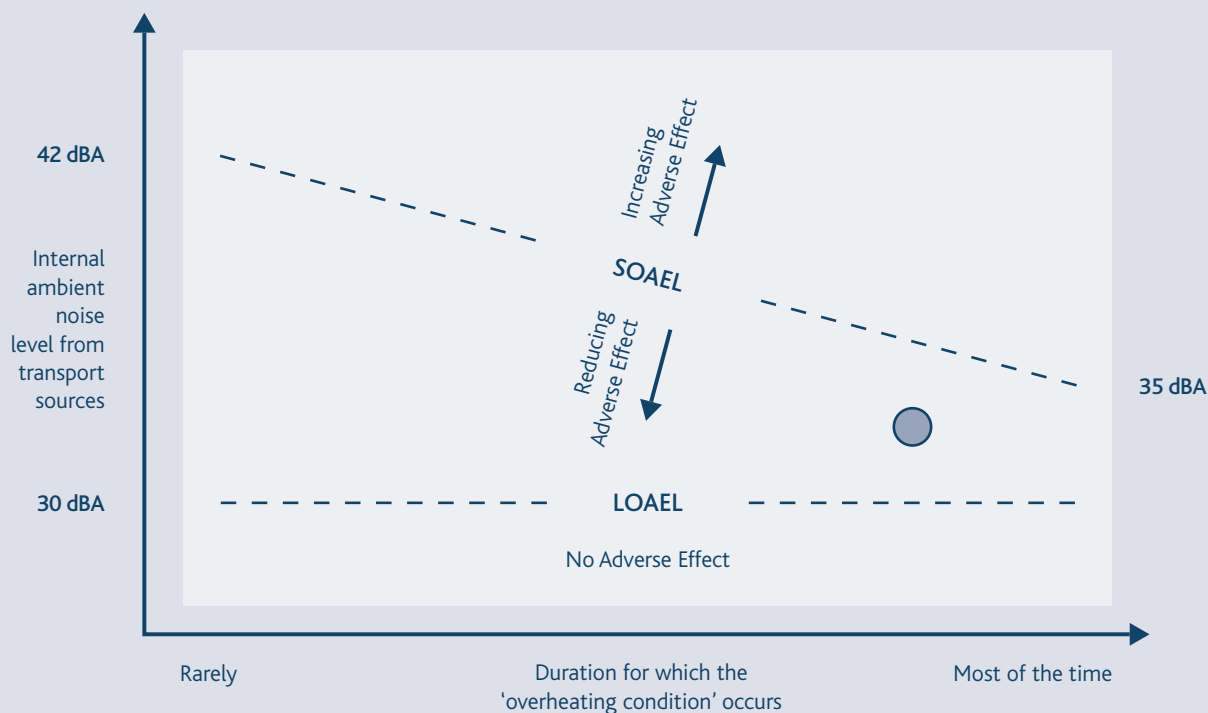 42 dBA
Increasing
Adverse Effect
Internal
ambient
noise
level from
transport
sources
SOAEL
Reducing
Adverse Effect
35 dBA
30 dBA
LOAEL
No Adverse Effect
Rarely
Duration for which the
‘overheating condition’ occurs
Most of the time